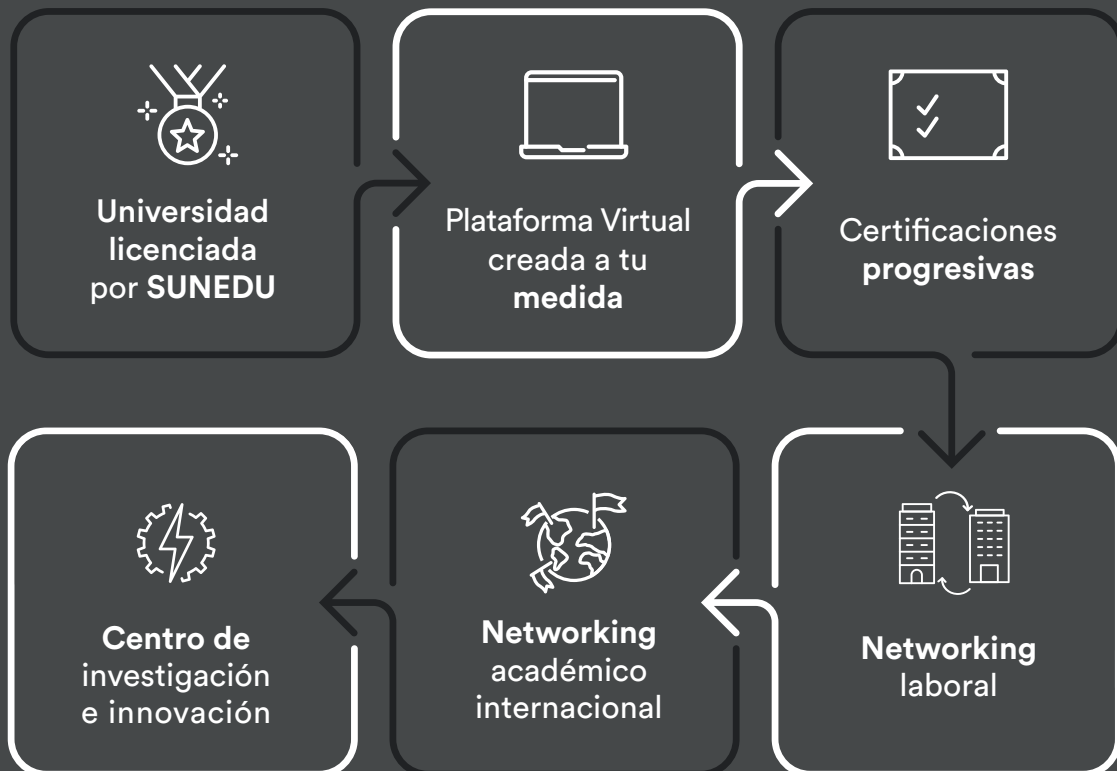 Universidad
licenciada
por SUNEDU
Plataforma Virtual
creada a tu
medida
Certificaciones
progresivas
Networking
laboral
Networking
académico
internacional
Centro de
investigación
e innovación